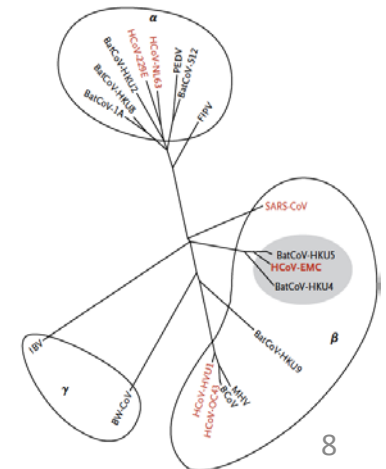 α
BatCoV-1A
BatCoV-HKU8
BatCoV-HKU2
HCoV-229E
HCoV-NL63
PEDV
BatCoV-512
FIPV
SARS-CoV
BatCoV-HKU5
HCoV-EMC
BatCoV-HKU4
β
BatCoV-HKU9
MHV
BCoV
HCoV-OC43
HCoV-HVU1
BW-CoV
γ
IBV
8